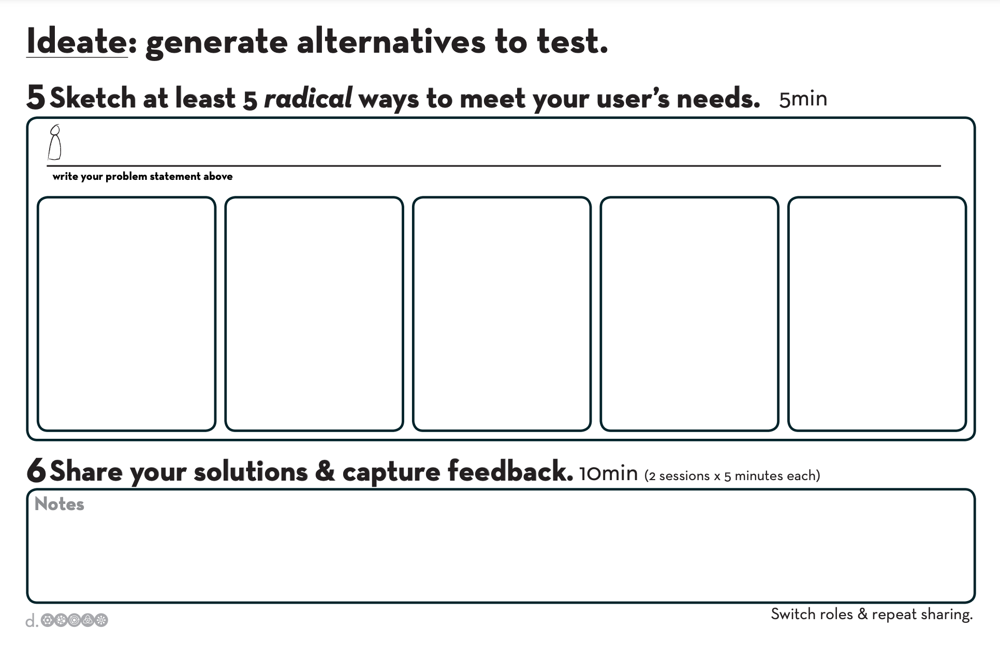 Ideate: generate alternatives to test.
5 Sketch at least 5 radical ways to meet your user’s needs. 5min
write your problem statement above
6 Share your solutions & capture feedback. 10min (2 sessions x 5 minutes each)
Notes
Switch roles & repeat sharing.
d.